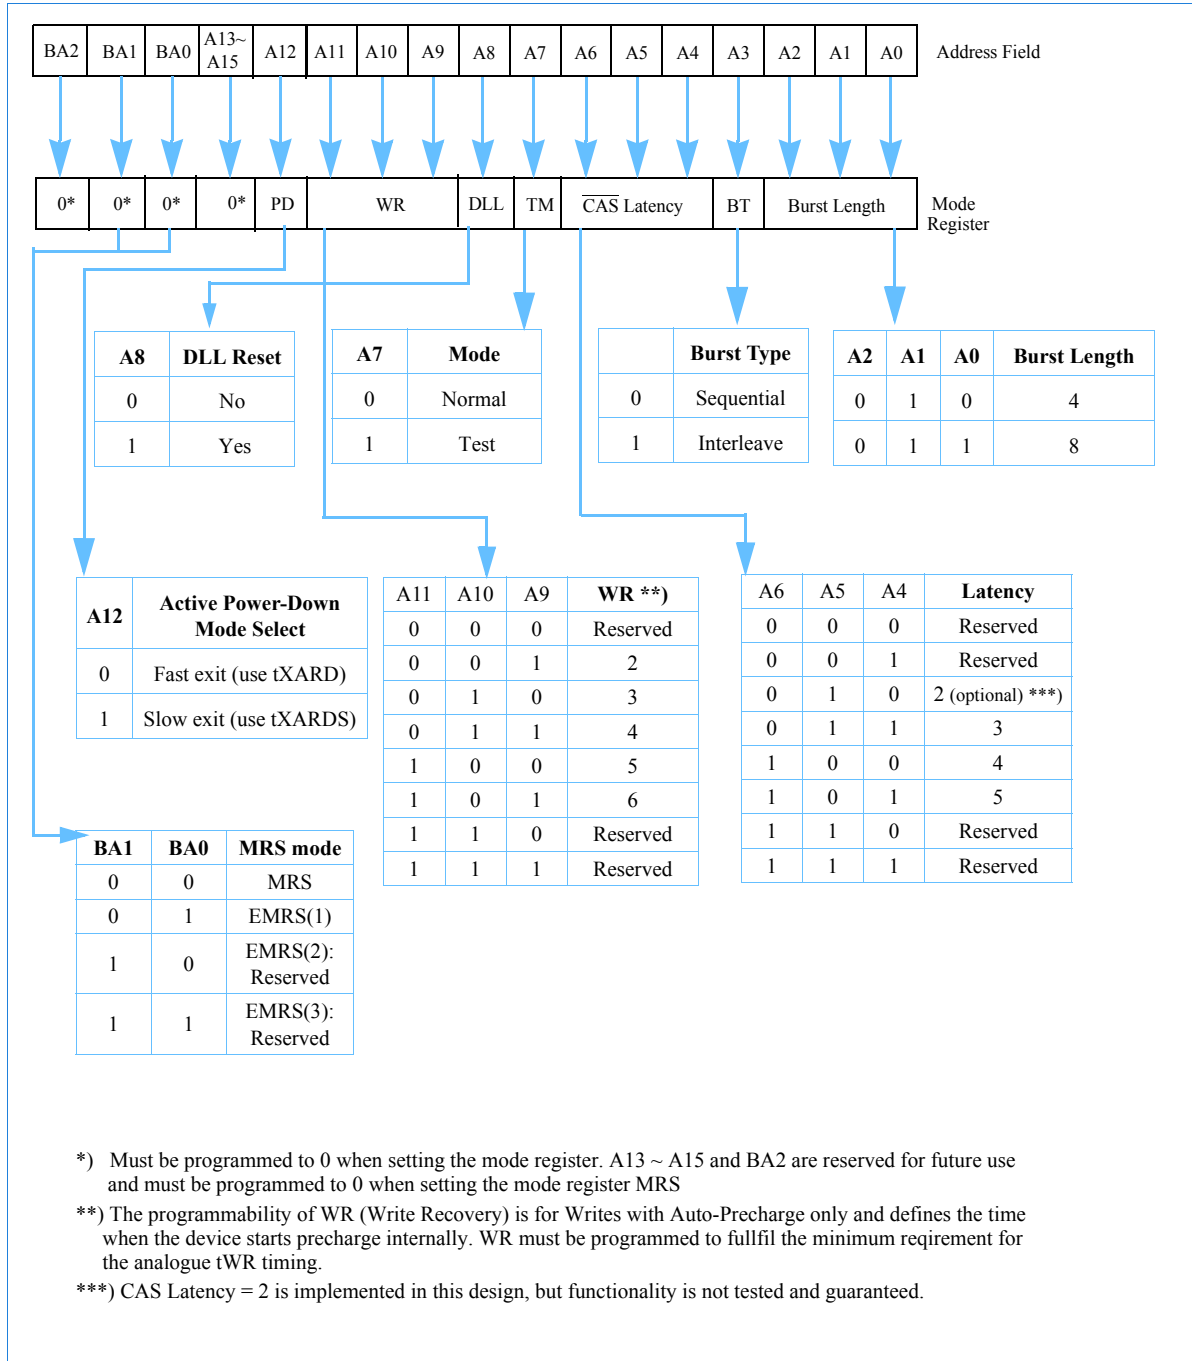 BA2 BA1 BA0 A13~ A15 A12 A11 A10 A9 A8 A7 A6 A5 A4 A3 A2 A1 A0 Address Field
0* 0* 0* 0* PD WR DLL TM CAS Latency BT Burst Length Mode Register
A8 DLL Reset
0 No
1 Yes
A7 Mode
0 Normal
1 Test
Burst Type
0 Sequential
1 Interleave
A2 A1 A0 Burst Length
0 1 0 4
0 1 1 8
A12 Active Power-Down Mode Select
0 Fast exit (use tXARD)
1 Slow exit (use tXARDS)
A11 A10 A9 WR **)
0 0 0 Reserved
0 0 1 2
0 1 0 3
0 1 1 4
1 0 0 5
1 0 1 6
1 1 0 Reserved
1 1 1 Reserved
A6 A5 A4 Latency
0 0 0 Reserved
0 0 1 Reserved
0 1 0 2 (optional) ***)
0 1 1 3
1 0 0 4
1 0 1 5
1 1 0 Reserved
1 1 1 Reserved
BA1 BA0 MRS mode
0 0 MRS
0 1 EMRS(1)
1 0 EMRS(2): Reserved
1 1 EMRS(3): Reserved
*) Must be programmed to 0 when setting the mode register. A13 ~ A15 and BA2 are reserved for future use
and must be programmed to 0 when setting the mode register MRS
**) The programmability of WR (Write Recovery) is for Writes with Auto-Precharge only and defines the time
when the device starts precharge internally. WR must be programmed to fullfil the minimum reqirement for
the analogue tWR timing.
***) CAS Latency = 2 is implemented in this design, but functionality is not tested and guaranteed.